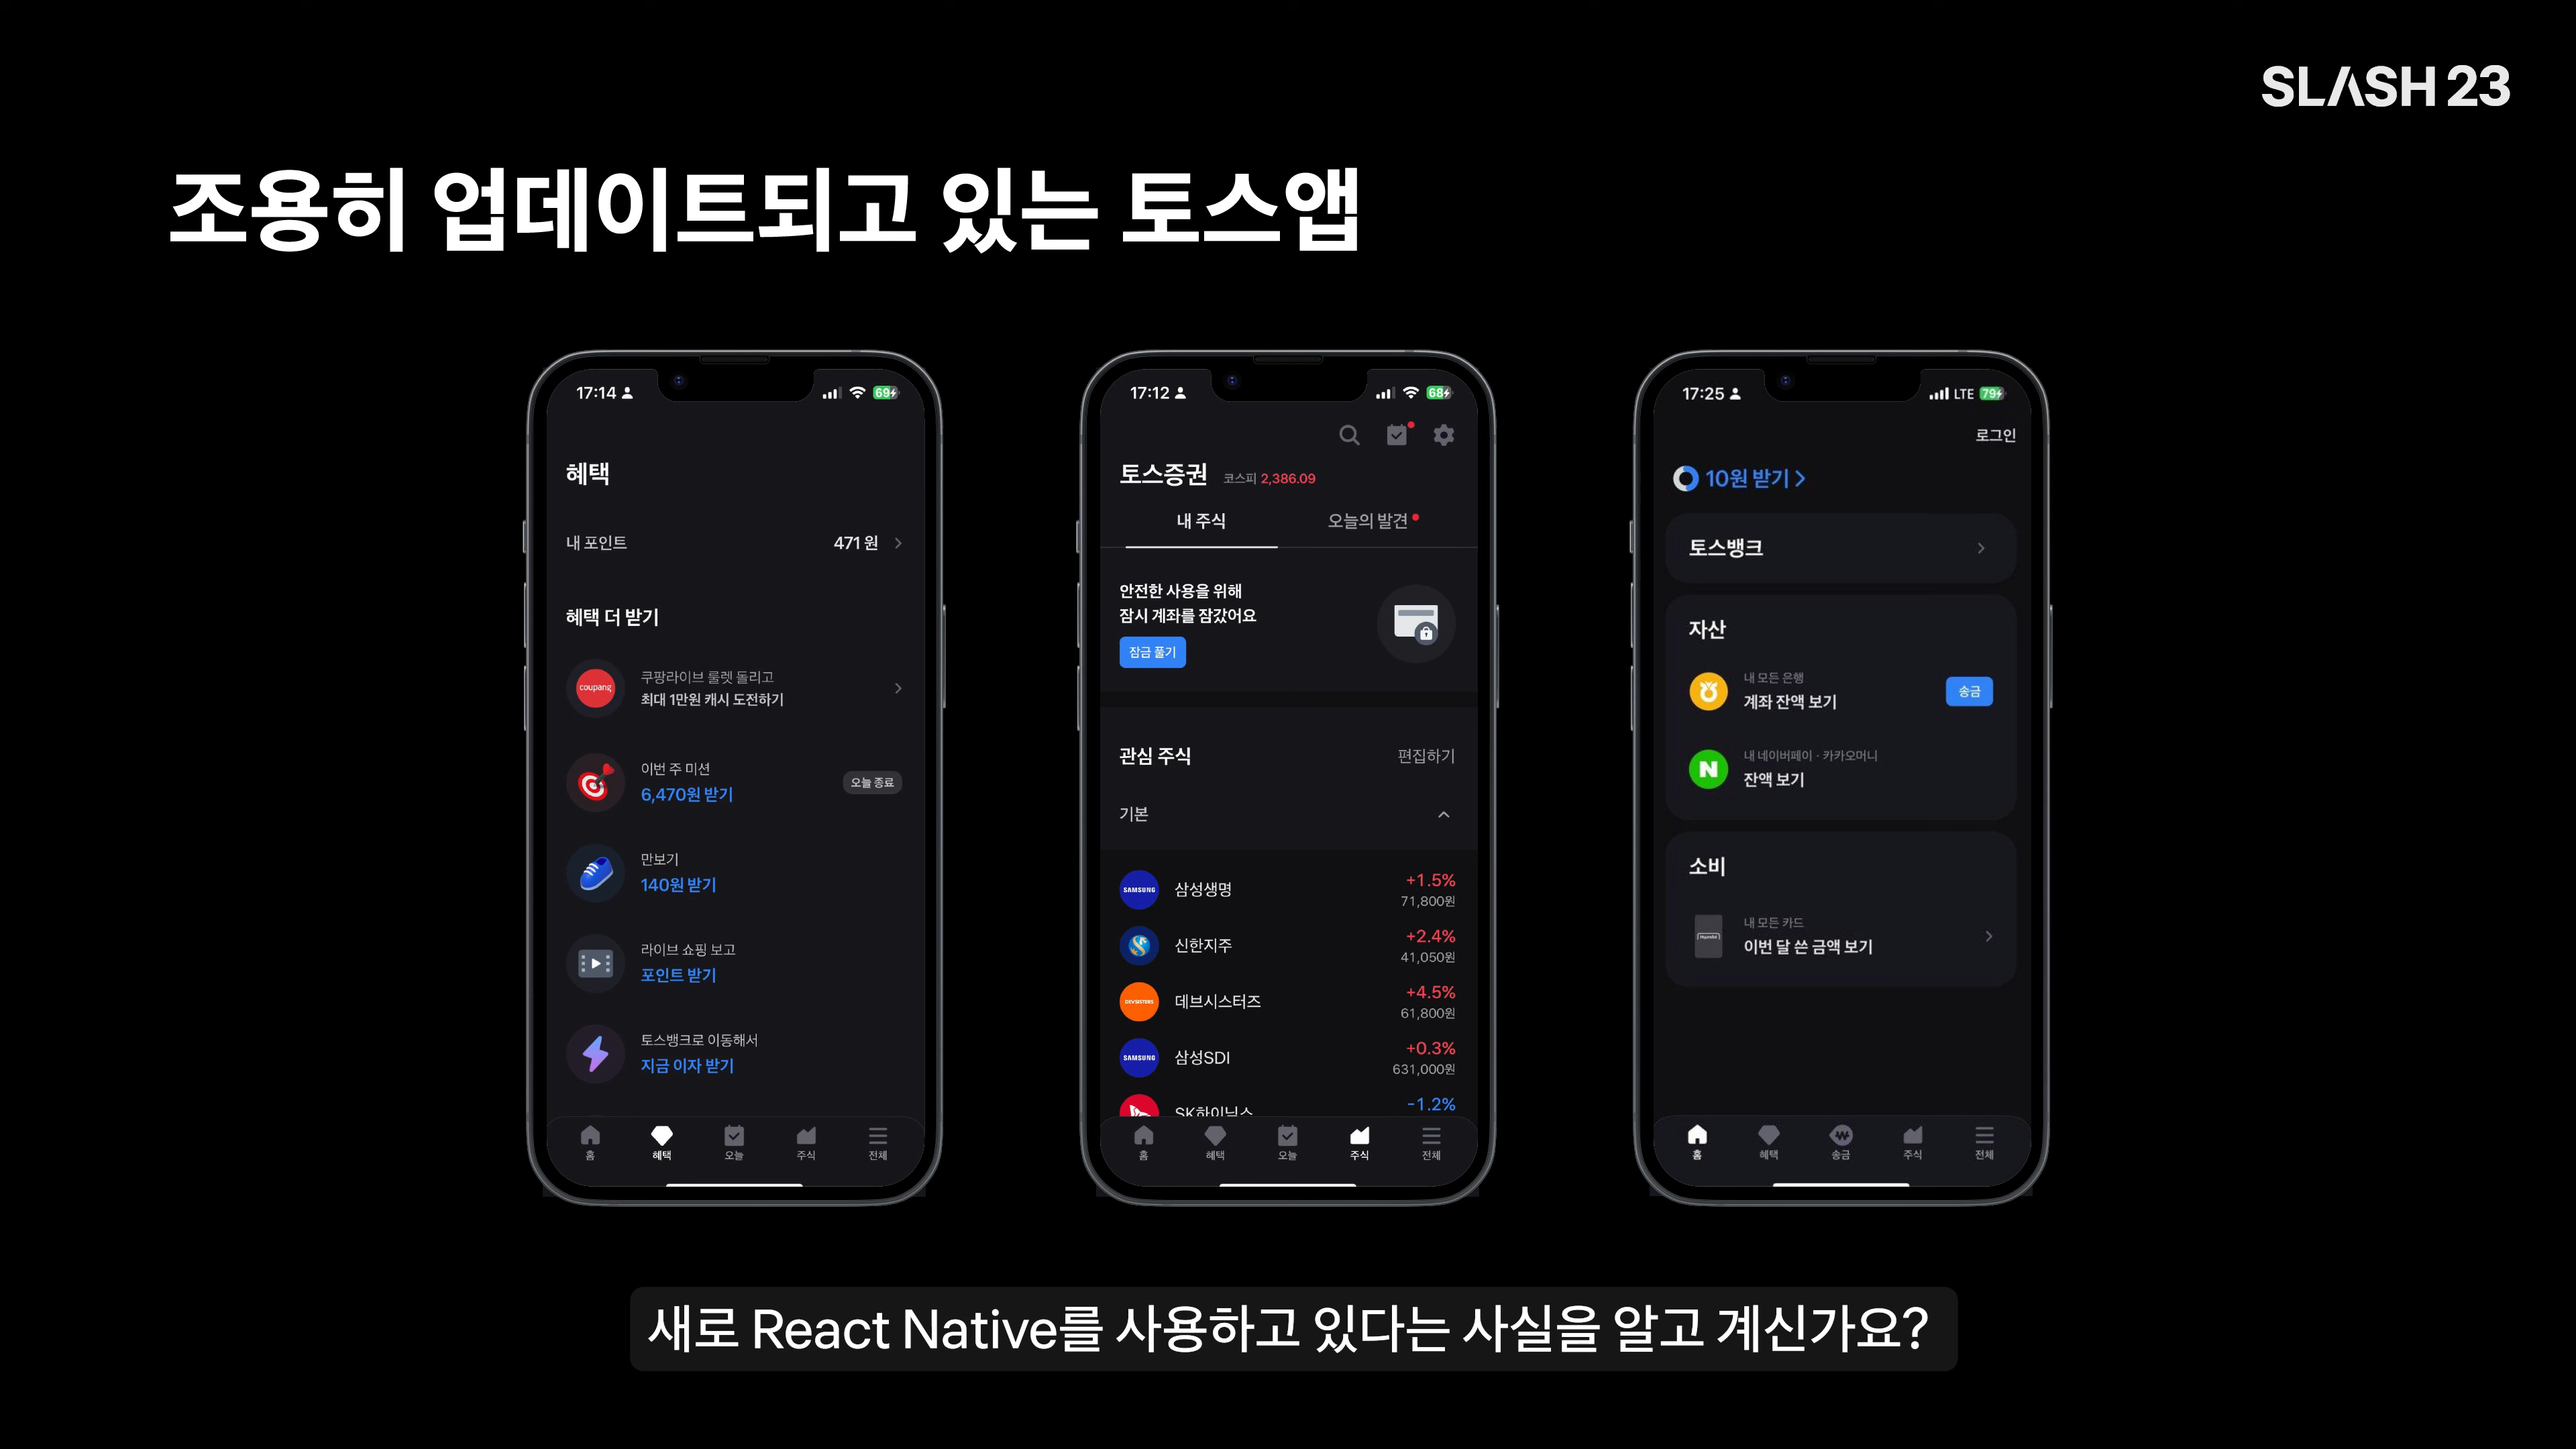 SLASH 23
조용히 업데이트되고 있는 토스앱
17:14
69
혜택
내 포인트
471 원
혜택 더 받기
coupang
쿠팡라이브 룰렛 돌리고
최대 1만원 캐시 도전하기
이번 주 미션
6,470원 받기
오늘 종료
만보기
140원 받기
라이브 쇼핑 보고
포인트 받기
토스뱅크로 이동해서
지금 이자 받기
홈
혜택
오늘
주식
전체
17:12
68
토스증권
코스피 2,386.09
내 주식
오늘의 발견
안전한 사용을 위해
잠시 계좌를 잠갔어요
잠금 풀기
관심 주식
편집하기
기본
SAMSUNG
삼성생명
+1.5%
71,800원
신한지주
+2.4%
41,050원
DEVSISTERS
데브시스터즈
+4.5%
61,800원
SAMSUNG
삼성SDI
+0.3%
631,000원
SK하이닉스
-1.2%
홈
혜택
오늘
주식
전체
17:25
LTE
79
로그인
10원 받기
토스뱅크
자산
내 모든 은행
계좌 잔액 보기
송금
N
내 네이버페이 · 카카오머니
잔액 보기
소비
내 모든 카드
이번 달 쓴 금액 보기
홈
혜택
송금
주식
전체
새로 React Native를 사용하고 있다는 사실을 알고 계신가요?